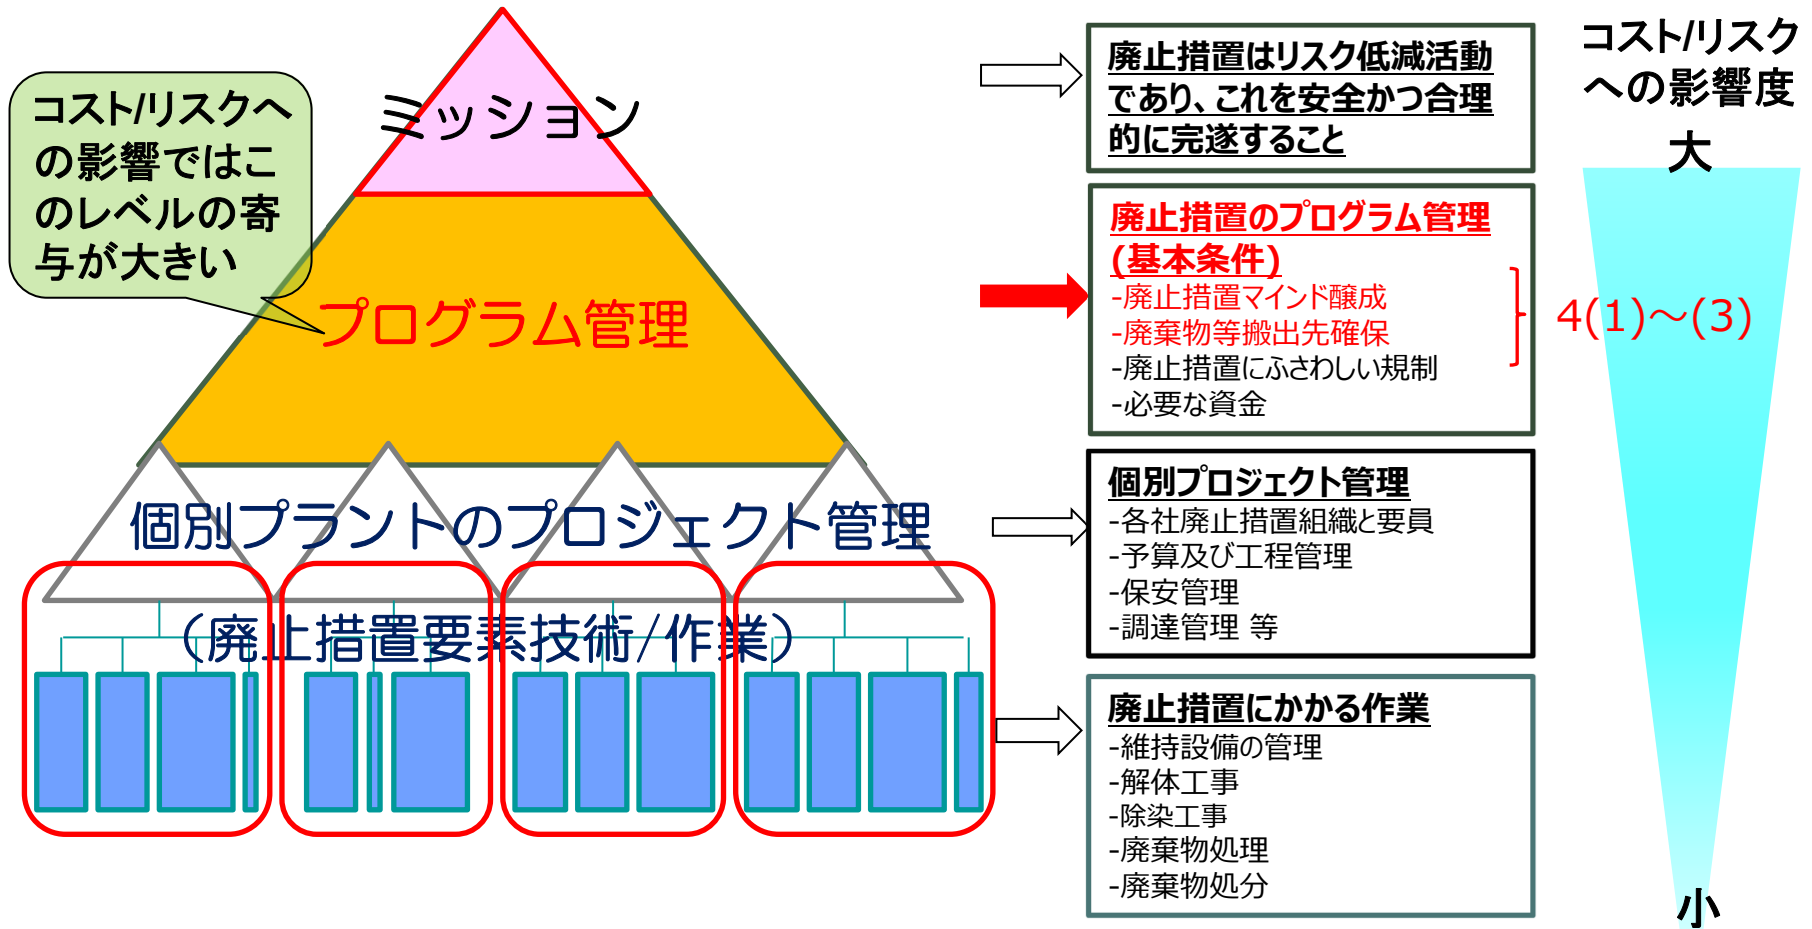 コスト/リスクへ
の影響ではこ
のレベルの寄
与が大きい
ミッション
プログラム管理
個別プラントのプロジェクト管理
（廃止措置要素技術/作業）
廃止措置はリスク低減活動
であり、これを安全かつ合理
的に完遂すること
廃止措置のプログラム管理
(基本条件)
-廃止措置マインド醸成
-廃棄物等搬出先確保
-廃止措置にふさわしい規制
-必要な資金
4(1)～(3)
個別プロジェクト管理
-各社廃止措置組織と要員
-予算及び工程管理
-保安管理
-調達管理 等
廃止措置にかかる作業
-維持設備の管理
-解体工事
-除染工事
-廃棄物処理
-廃棄物処分
コスト/リスク
への影響度
大
小